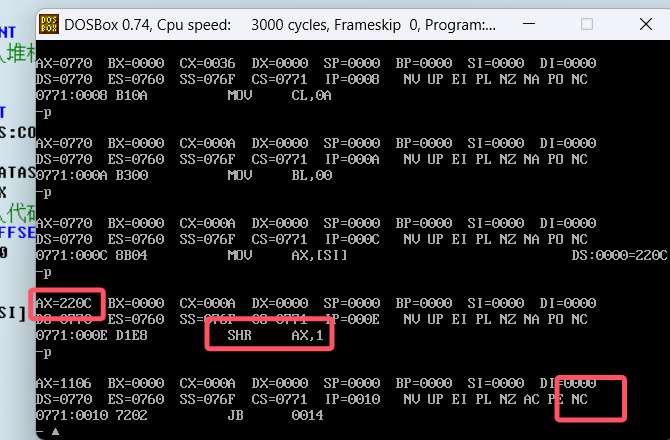 DOSBox 0.74, Cpu speed: 3000 cycles, Frameskip 0, Program:...
NT
堆栈
T
S:CO
ATAS
X
代码
FFSE
0
SI]
AX=0770 BX=0000 CX=0036 DX=0000 SP=0000 BP=0000 SI=0000 DI=0000
DS=0770 ES=0760 SS=076F CS=0771 IP=0008 NV UP EI PL NZ NA PO NC
0771:0008 B10A MOV CL,0A
-p
AX=0770 BX=0000 CX=000A DX=0000 SP=0000 BP=0000 SI=0000 DI=0000
DS=0770 ES=0760 SS=076F CS=0771 IP=000A NV UP EI PL NZ NA PO NC
0771:000A B300 MOV BL,00
-p
AX=0770 BX=0000 CX=000A DX=0000 SP=0000 BP=0000 SI=0000 DI=0000
DS=0770 ES=0760 SS=076F CS=0771 IP=000C NV UP EI PL NZ NA PO NC
0771:000C 8B04 MOV AX,[SI] DS:0000=220C
-p
AX=220C BX=0000 CX=000A DX=0000 SP=0000 BP=0000 SI=0000 DI=0000
DS=0770 ES=0760 SS=076F CS=0771 IP=000E NV UP EI PL NZ NA PO NC
0771:000E D1E8 SHR AX,1
-p
AX=1106 BX=0000 CX=000A DX=0000 SP=0000 BP=0000 SI=0000 DI=0000
DS=0770 ES=0760 SS=076F CS=0771 IP=0010 NV UP EI PL NZ AC PE NC
0771:0010 7202 JB 0014
-